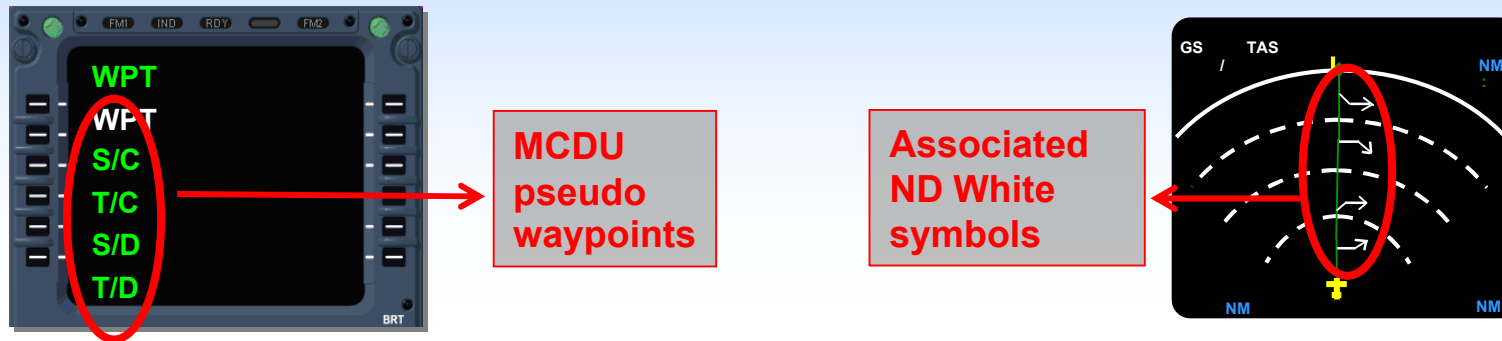 FM1 IND RDY FM2
WPT
WPT
S/C
T/C
S/D
T/D
BRT
MCDU
pseudo
waypoints
Associated
ND White
symbols
GS TAS
/
NM
:
NM NM